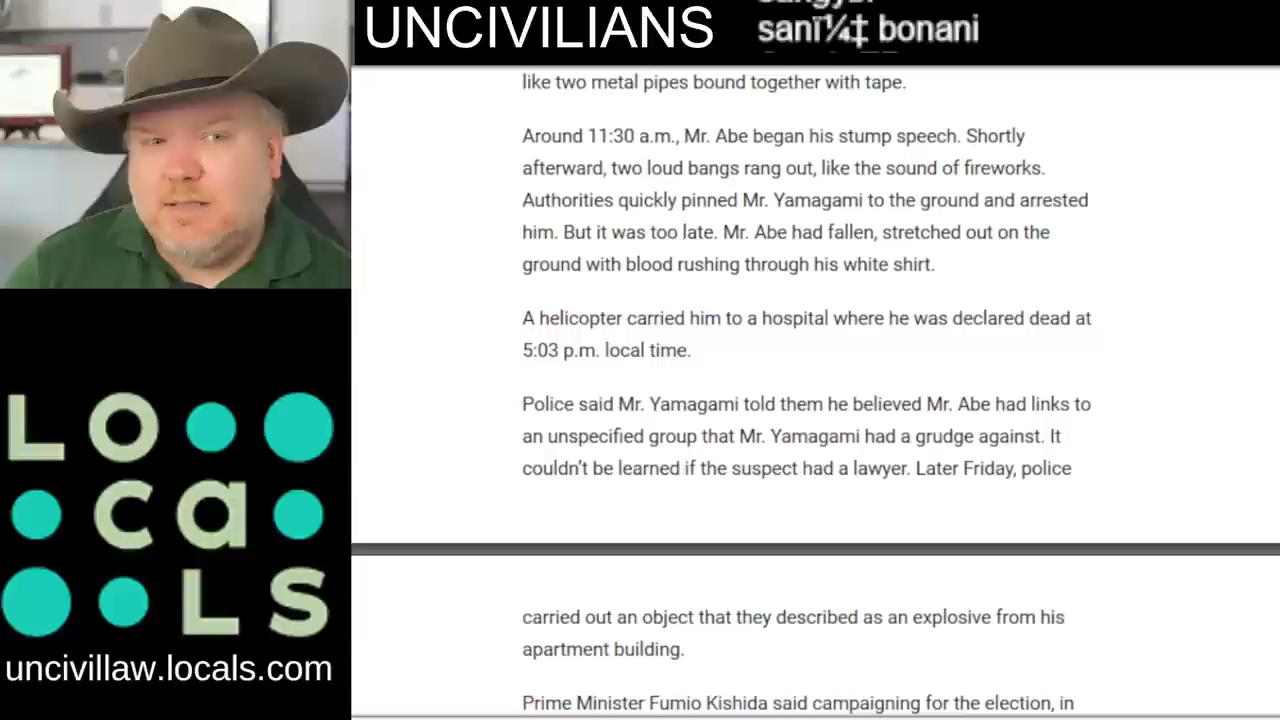 UNCIVILIANS
sanï¼‡ bonani
like two metal pipes bound together with tape.
Around 11:30 a.m., Mr. Abe began his stump speech. Shortly
afterward, two loud bangs rang out, like the sound of fireworks.
Authorities quickly pinned Mr. Yamagami to the ground and arrested
him. But it was too late. Mr. Abe had fallen, stretched out on the
ground with blood rushing through his white shirt.
A helicopter carried him to a hospital where he was declared dead at
5:03 p.m. local time.
Police said Mr. Yamagami told them he believed Mr. Abe had links to
an unspecified group that Mr. Yamagami had a grudge against. It
couldn’t be learned if the suspect had a lawyer. Later Friday, police
carried out an object that they described as an explosive from his
apartment building.
Prime Minister Fumio Kishida said campaigning for the election, in
LO
ca
LS
uncivillaw.locals.com